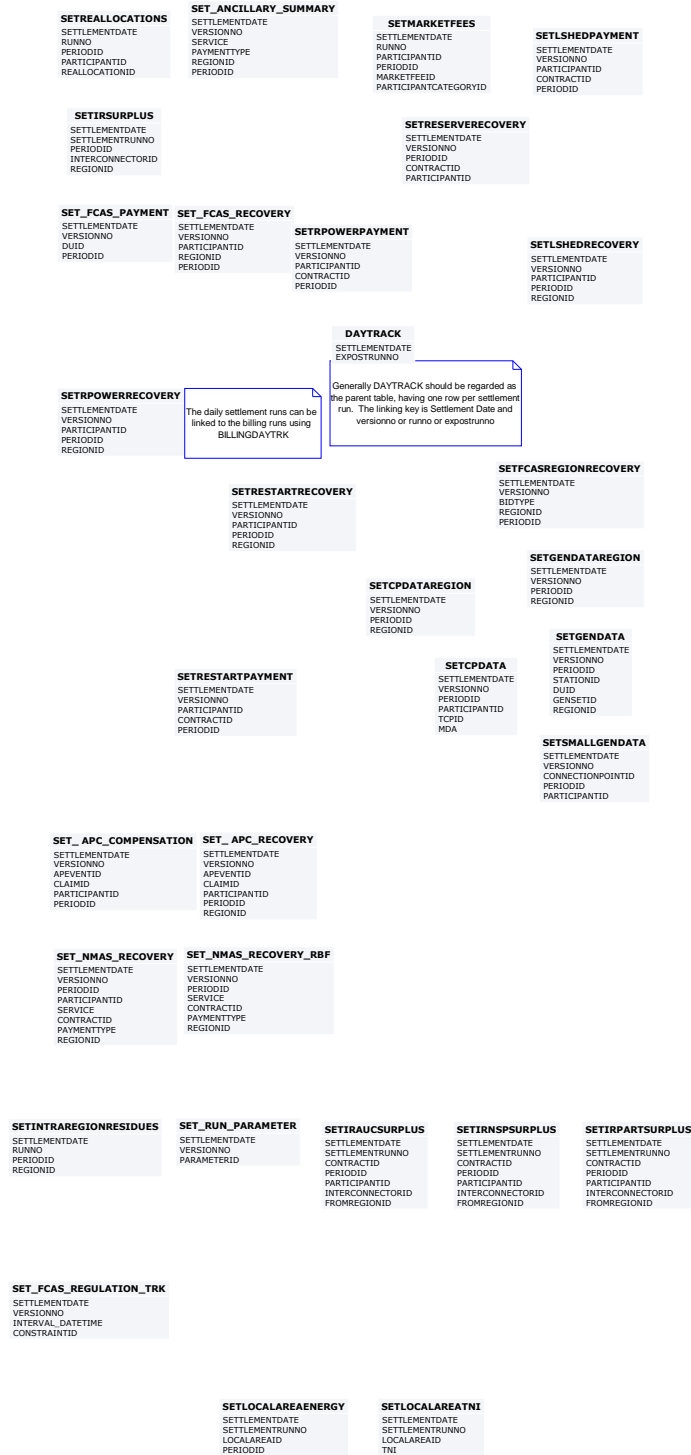 SETREALLOCATIONS
SETTLEMENTDATE
RUNNO
PERIODID
PARTICIPANTID
REALLOCATIONID
SET_ANCILLARY_SUMMARY
SETTLEMENTDATE
VERSIONNO
SERVICE
PAYMENTTYPE
REGIONID
PERIODID
SETMARKETFEES
SETTLEMENTDATE
RUNNO
PARTICIPANTID
PERIODID
MARKETFEEID
PARTICIPANTCATEGORYID
SETLSHEDPAYMENT
SETTLEMENTDATE
VERSIONNO
PARTICIPANTID
CONTRACTID
PERIODID
SETIRSURPLUS
SETTLEMENTDATE
SETTLEMENTRUNNO
PERIODID
INTERCONNECTORID
REGIONID
SETRESERVERECOVERY
SETTLEMENTDATE
VERSIONNO
PERIODID
CONTRACTID
PARTICIPANTID
SET_FCAS_PAYMENT
SETTLEMENTDATE
VERSIONNO
DUID
PERIODID
SET_FCAS_RECOVERY
SETTLEMENTDATE
VERSIONNO
PARTICIPANTID
REGIONID
PERIODID
SETRPOWERPAYMENT
SETTLEMENTDATE
VERSIONNO
PARTICIPANTID
CONTRACTID
PERIODID
SETLSHEDRECOVERY
SETTLEMENTDATE
VERSIONNO
PARTICIPANTID
PERIODID
REGIONID
DAYTRACK
SETTLEMENTDATE
EXPOSTRUNNO
Generally DAYTRACK should be regarded as
the parent table, having one row per settlement
run. The linking key is Settlement Date and
versionno or runno or expostrunno
SETRPOWERRECOVERY
SETTLEMENTDATE
VERSIONNO
PARTICIPANTID
PERIODID
REGIONID
The daily settlement runs can be
linked to the billing runs using
BILLINGDAYTRK
SETFCASREGIONRECOVERY
SETTLEMENTDATE
VERSIONNO
BIDTYPE
REGIONID
PERIODID
SETRESTARTRECOVERY
SETTLEMENTDATE
VERSIONNO
PARTICIPANTID
PERIODID
REGIONID
SETGENDATAREGION
SETTLEMENTDATE
VERSIONNO
PERIODID
REGIONID
SETCPDATAREGION
SETTLEMENTDATE
VERSIONNO
PERIODID
REGIONID
SETGENDATA
SETTLEMENTDATE
VERSIONNO
PERIODID
STATIONID
DUID
GENSETID
REGIONID
SETCPDATA
SETTLEMENTDATE
VERSIONNO
PERIODID
PARTICIPANTID
TCPID
MDA
SETRESTARTPAYMENT
SETTLEMENTDATE
VERSIONNO
PARTICIPANTID
CONTRACTID
PERIODID
SETSMALLGENDATA
SETTLEMENTDATE
VERSIONNO
CONNECTIONPOINTID
PERIODID
PARTICIPANTID
SET_ APC_COMPENSATION
SETTLEMENTDATE
VERSIONNO
APEVENTID
CLAIMID
PARTICIPANTID
PERIODID
SET_ APC_RECOVERY
SETTLEMENTDATE
VERSIONNO
APEVENTID
CLAIMID
PARTICIPANTID
PERIODID
REGIONID
SET_NMAS_RECOVERY
SETTLEMENTDATE
VERSIONNO
PERIODID
PARTICIPANTID
SERVICE
CONTRACTID
PAYMENTTYPE
REGIONID
SET_NMAS_RECOVERY_RBF
SETTLEMENTDATE
VERSIONNO
PERIODID
SERVICE
CONTRACTID
PAYMENTTYPE
REGIONID
SETINTRAREGIONRESIDUES
SETTLEMENTDATE
RUNNO
PERIODID
REGIONID
SET_RUN_PARAMETER
SETTLEMENTDATE
VERSIONNO
PARAMETERID
SETIRAUCSURPLUS
SETTLEMENTDATE
SETTLEMENTRUNNO
CONTRACTID
PERIODID
PARTICIPANTID
INTERCONNECTORID
FROMREGIONID
SETIRNSPSURPLUS
SETTLEMENTDATE
SETTLEMENTRUNNO
CONTRACTID
PERIODID
PARTICIPANTID
INTERCONNECTORID
FROMREGIONID
SETIRPARTSURPLUS
SETTLEMENTDATE
SETTLEMENTRUNNO
CONTRACTID
PERIODID
PARTICIPANTID
INTERCONNECTORID
FROMREGIONID
SET_FCAS_REGULATION_TRK
SETTLEMENTDATE
VERSIONNO
INTERVAL_DATETIME
CONSTRAINTID
SETLOCALAREAENERGY
SETTLEMENTDATE
SETTLEMENTRUNNO
LOCALAREAID
PERIODID
SETLOCALAREATNI
SETTLEMENTDATE
SETTLEMENTRUNNO
LOCALAREAID
TNI